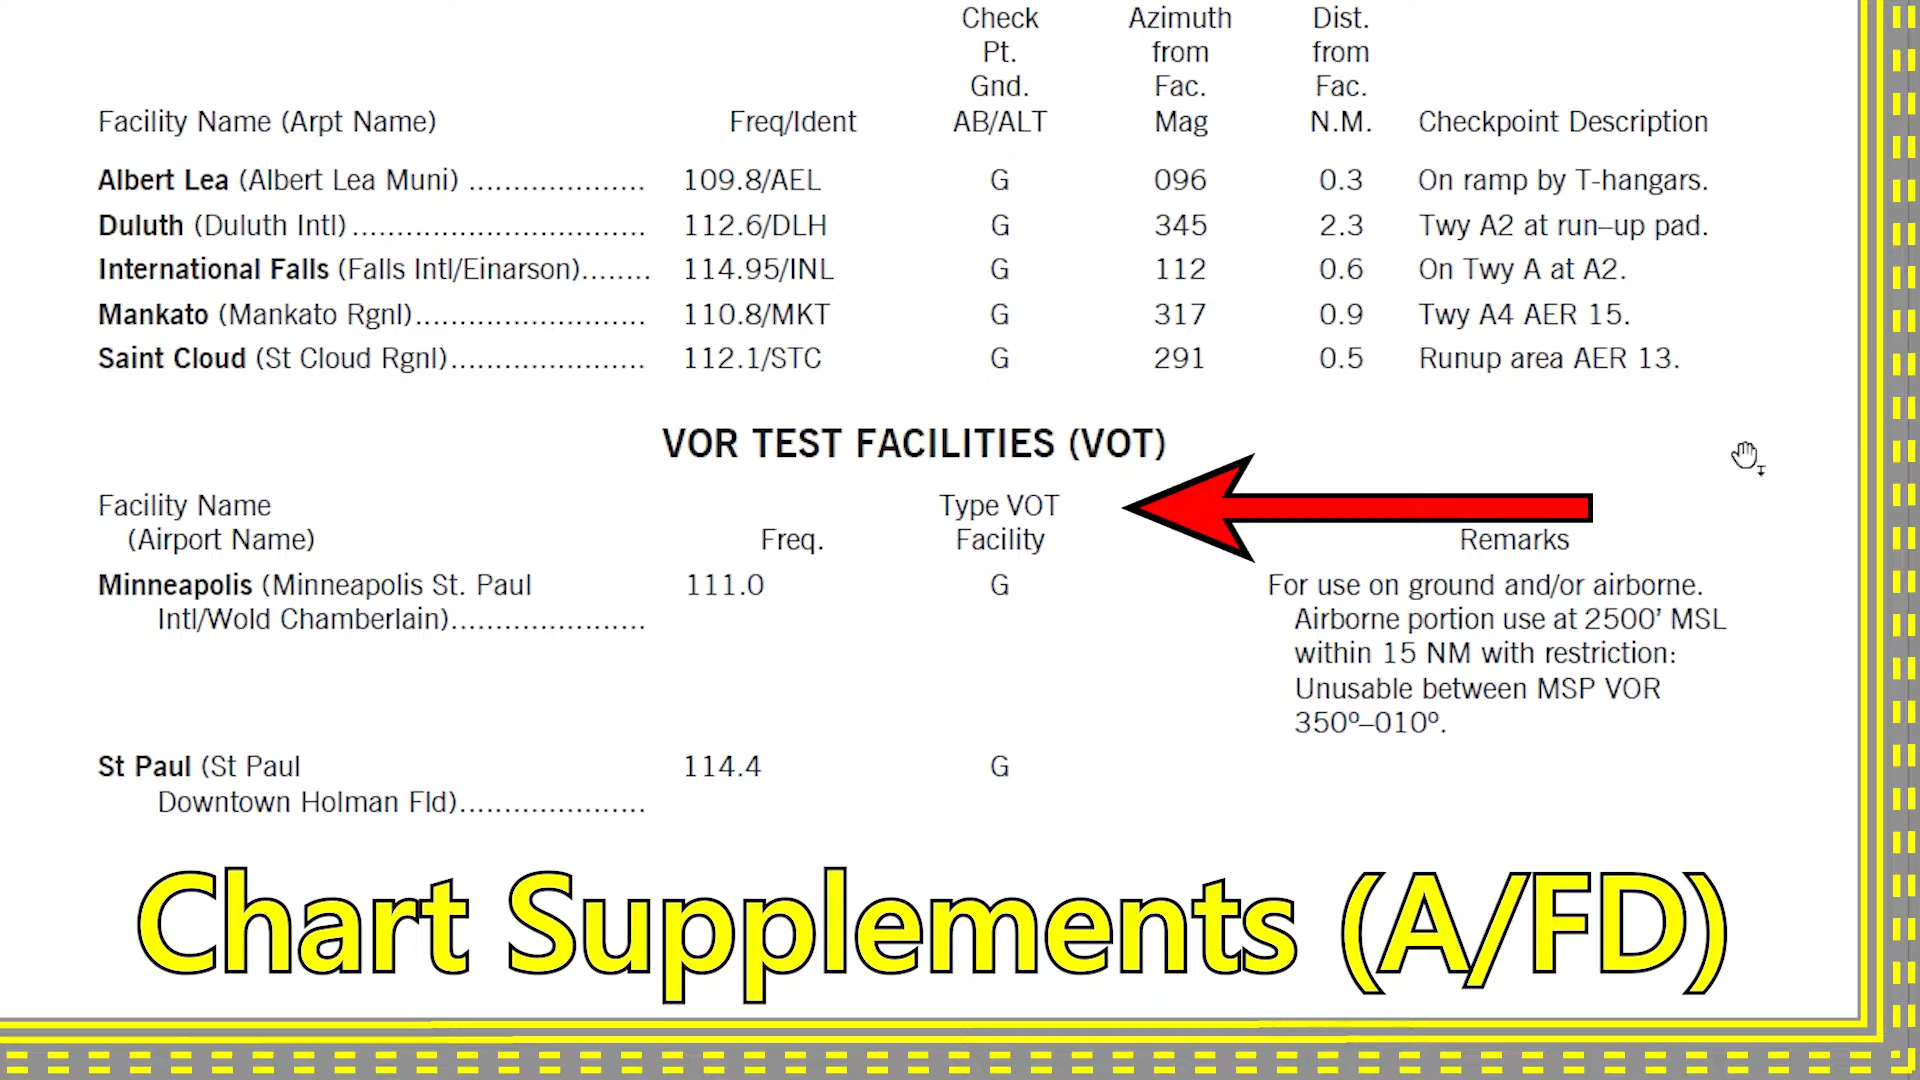 Check Azimuth Dist.
Pt. from from
Gnd. Fac. Fac.
Facility Name (Arpt Name) Freq/Ident AB/ALT Mag N.M. Checkpoint Description
Albert Lea (Albert Lea Muni) .................... 109.8/AEL G 096 0.3 On ramp by T-hangars.
Duluth (Duluth Intl)................................. 112.6/DLH G 345 2.3 Twy A2 at run–up pad.
International Falls (Falls Intl/Einarson)........ 114.95/INL G 112 0.6 On Twy A at A2.
Mankato (Mankato Rgnl).......................... 110.8/MKT G 317 0.9 Twy A4 AER 15.
Saint Cloud (St Cloud Rgnl)...................... 112.1/STC G 291 0.5 Runup area AER 13.
VOR TEST FACILITIES (VOT)
Facility Name Type VOT
(Airport Name) Freq. Facility Remarks
Minneapolis (Minneapolis St. Paul 111.0 G For use on ground and/or airborne.
Intl/Wold Chamberlain)...................... Airborne portion use at 2500’ MSL
within 15 NM with restriction:
Unusable between MSP VOR
350º–010º.
St Paul (St Paul 114.4 G
Downtown Holman Fld).....................
Chart Supplements (A/FD)